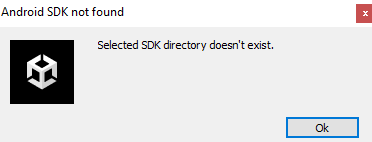 Android SDK not found
Selected SDK directory doesn't exist.
Ok